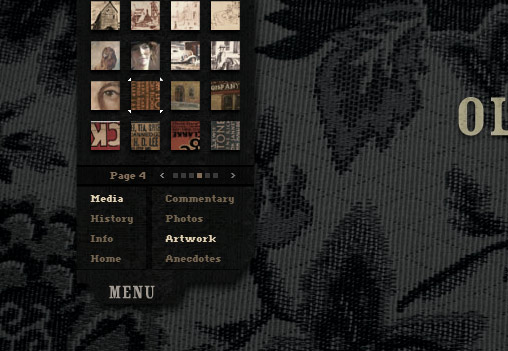 OL
Page 4
Media Commentary
History Photos
Info Artwork
Home Anecdotes
MENU